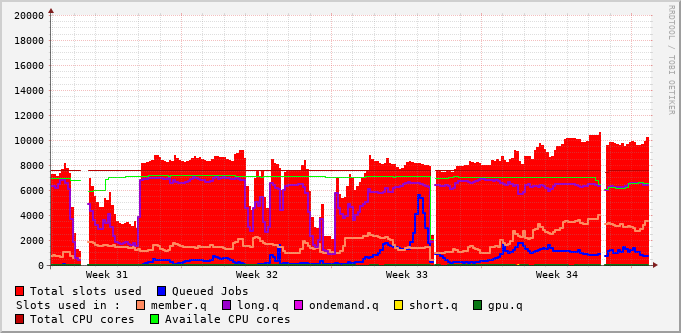 20000
18000
16000
14000
12000
10000
8000
6000
4000
2000
0
Week 31 Week 32 Week 33 Week 34
Total slots used Queued Jobs
Slots used in : member.q long.q ondemand.q short.q gpu.q
Total CPU cores Availale CPU cores
RRDTOOL / TOBI OETIKER